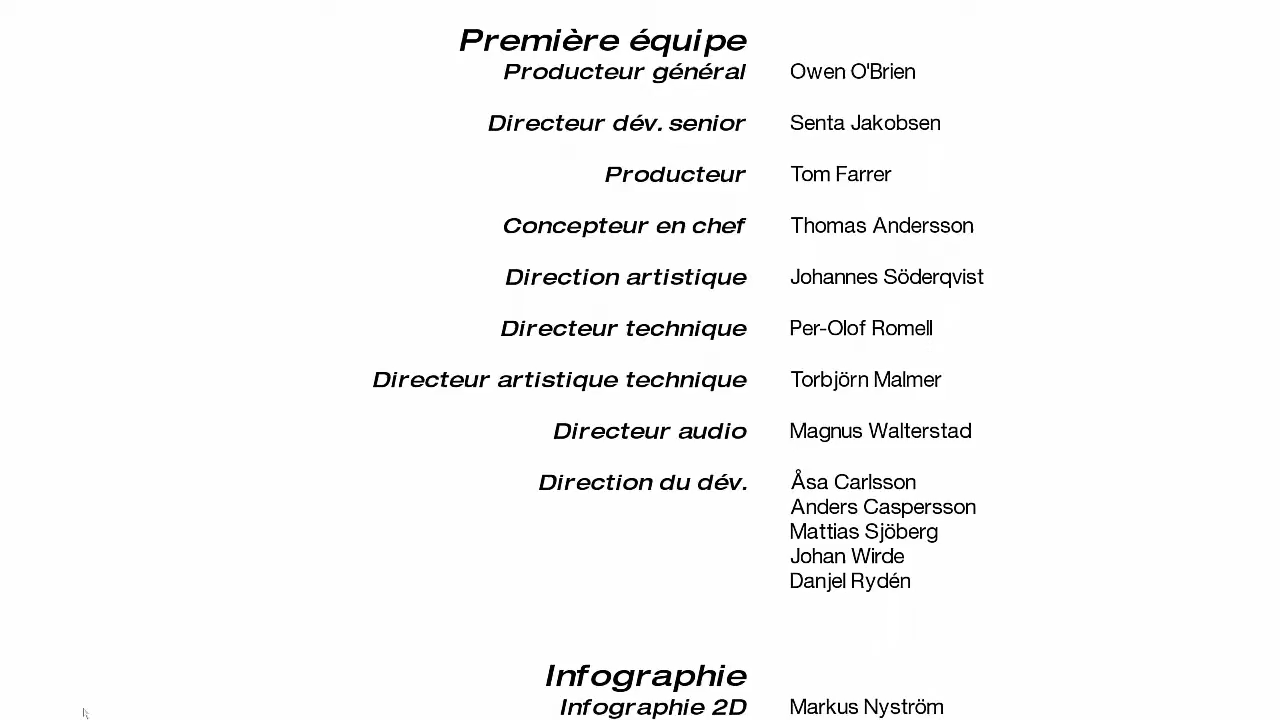 Première équipe
Producteur général Owen O'Brien
Directeur dév. senior Senta Jakobsen
Producteur Tom Farrer
Concepteur en chef Thomas Andersson
Direction artistique Johannes Söderqvist
Directeur technique Per-Olof Romell
Directeur artistique technique Torbjörn Malmer
Directeur audio Magnus Walterstad
Direction du dév. Åsa Carlsson
Anders Caspersson
Mattias Sjöberg
Johan Wirde
Danjel Rydén
Infographie
Infographie 2D Markus Nyström